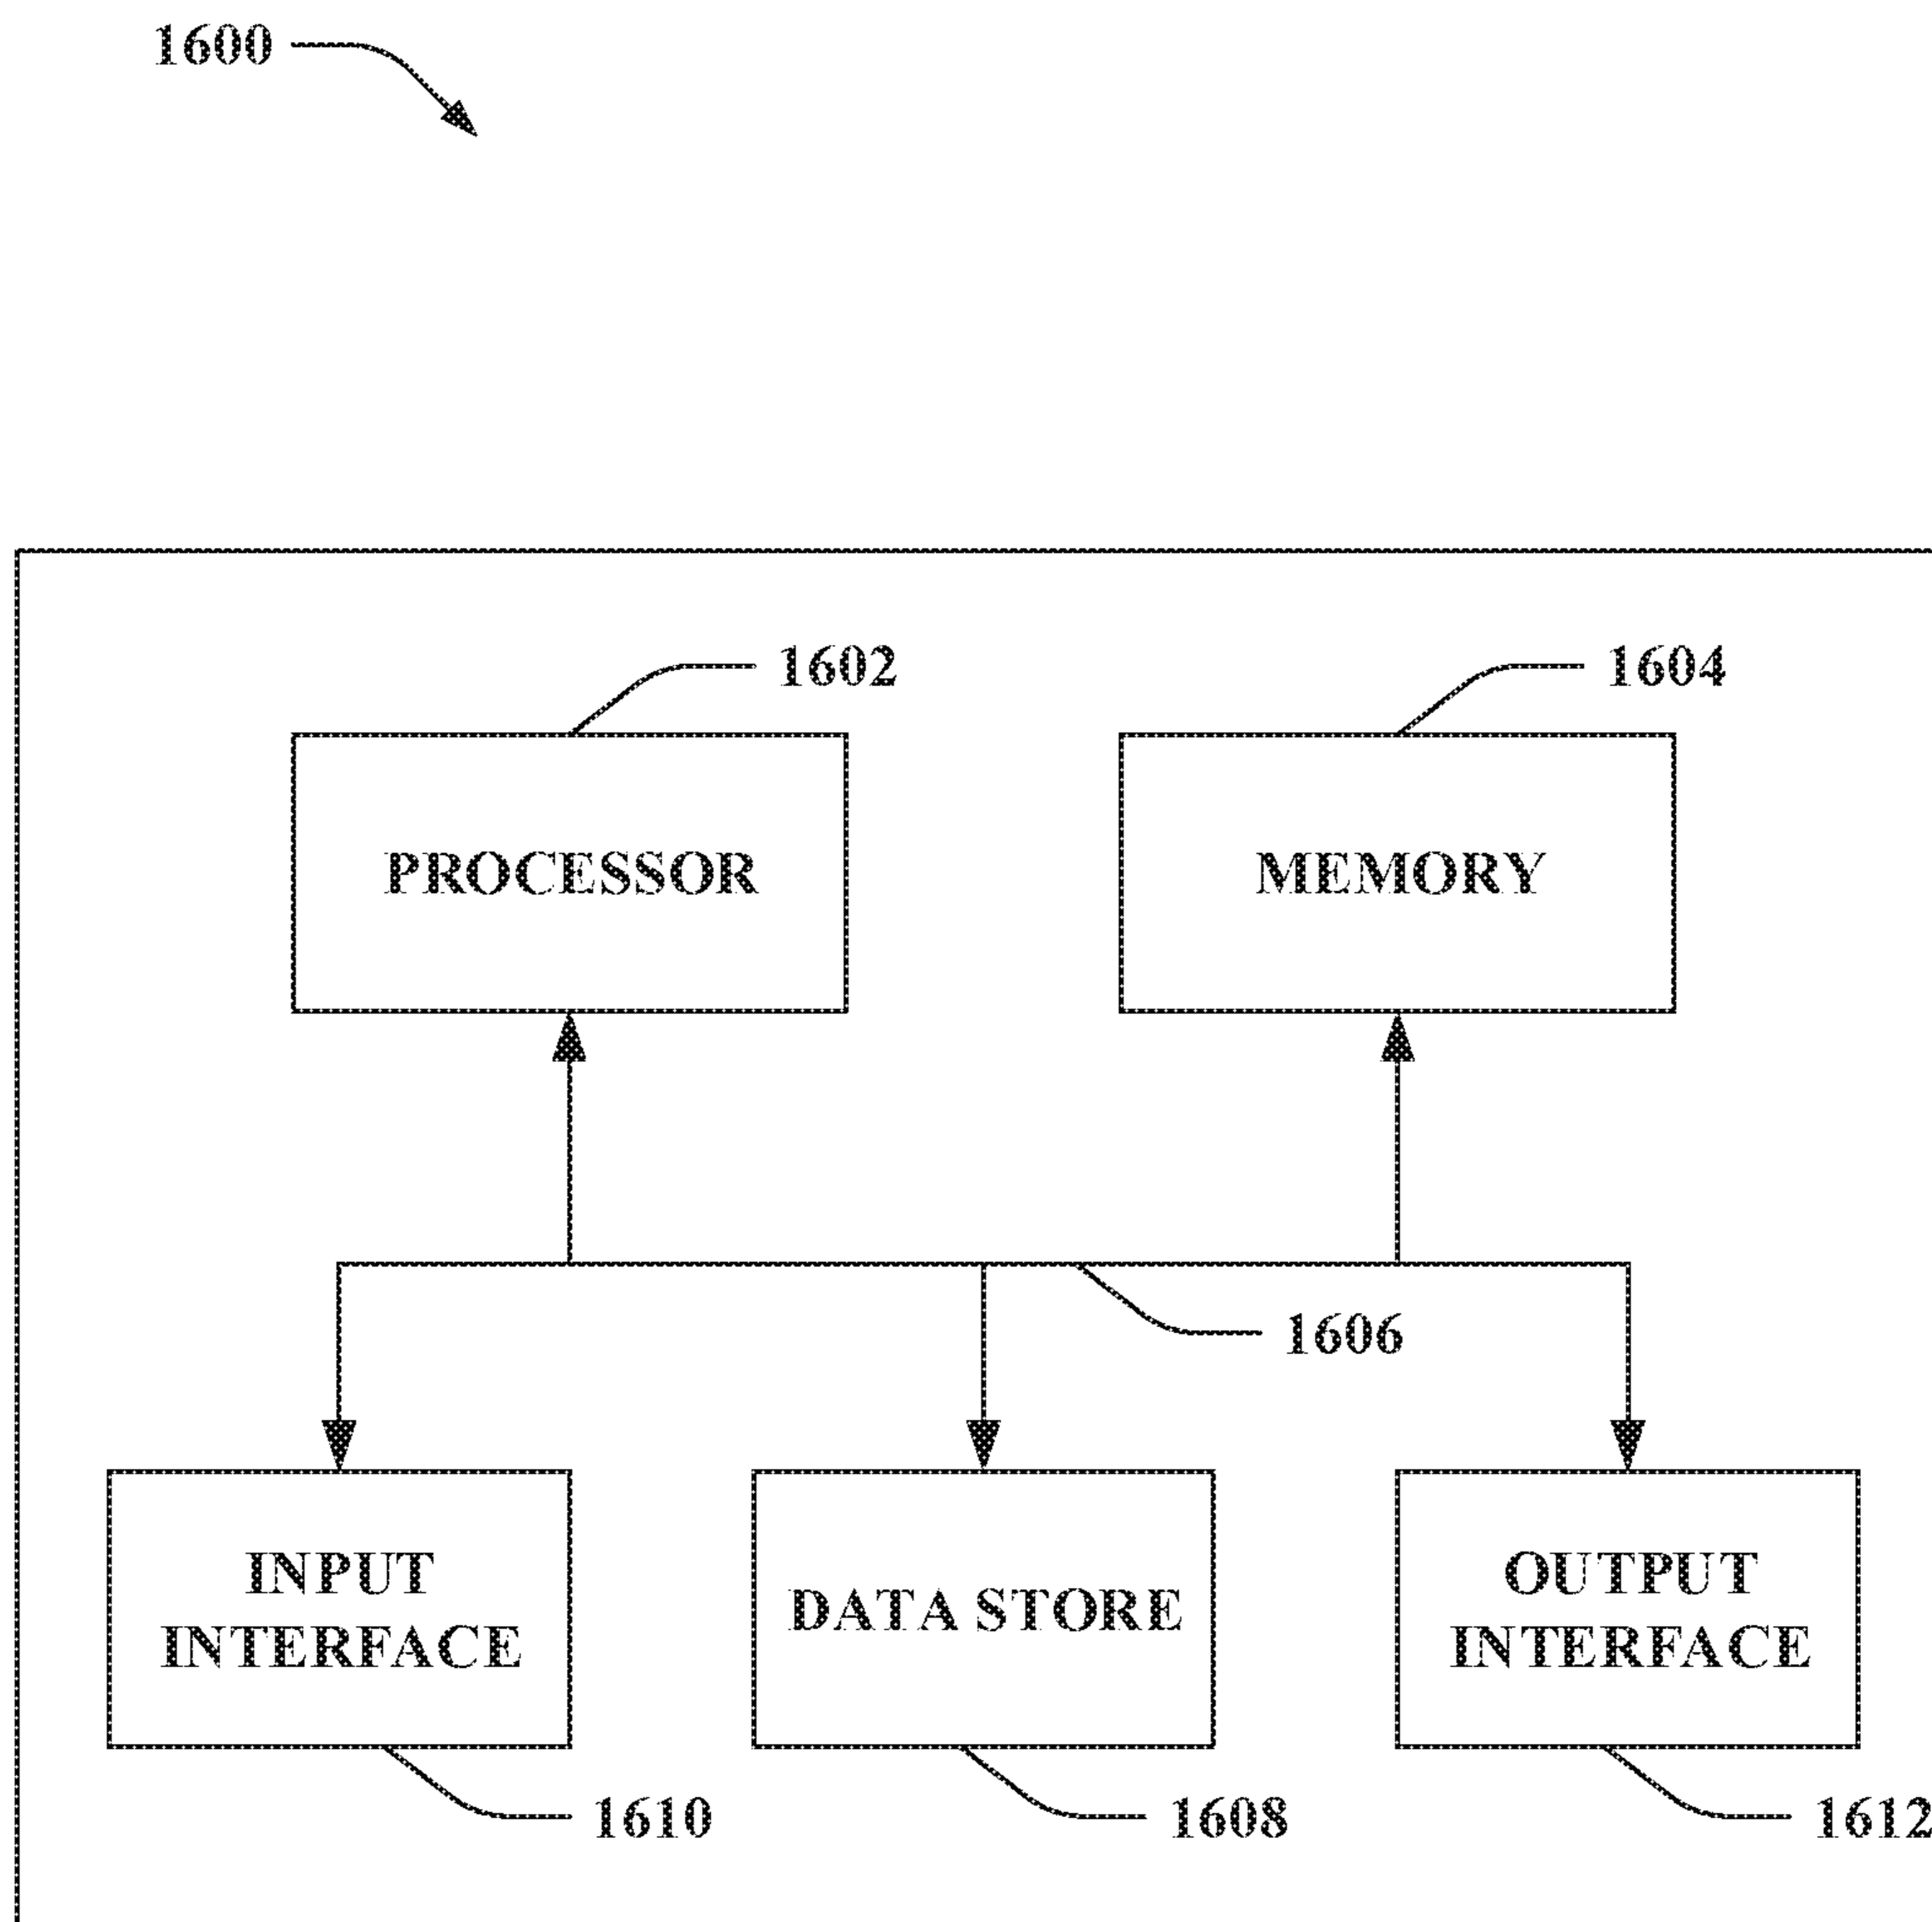 1600
1602
1604
PROCESSOR
MEMORY
1606
INPUT
INTERFACE
DATA STORE
OUTPUT
INTERFACE
1610
1608
1612